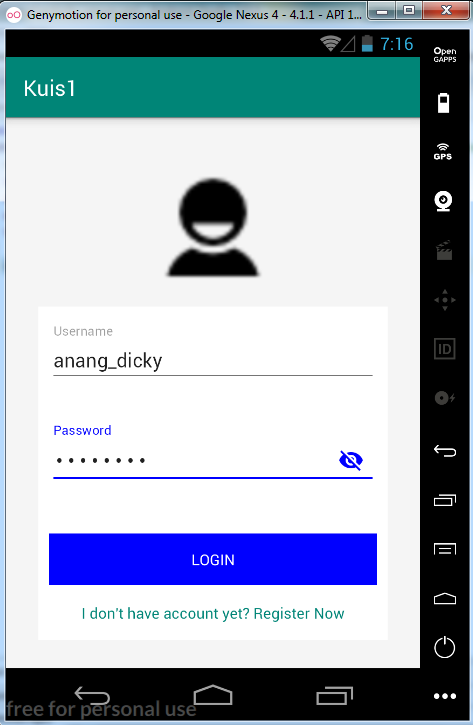 Genymotion for personal use - Google Nexus 4 - 4.1.1 - API 1...
7:16
Open
GAPPS
Kuis1
GPS
Username
anang_dicky
ID
Password
••••••••
LOGIN
I don't have account yet? Register Now
free for personal use